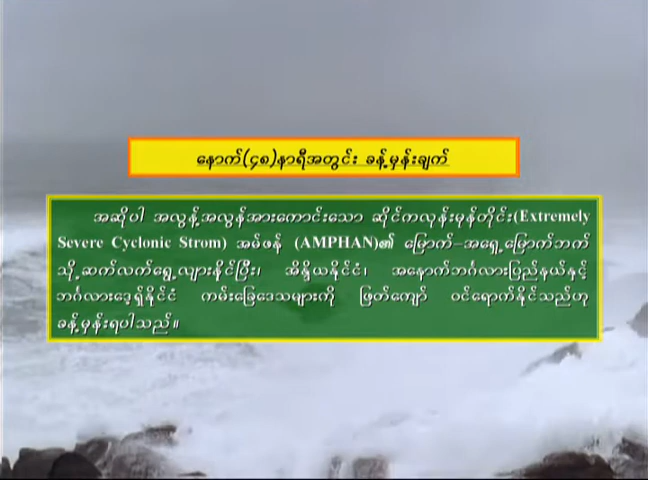 နောက်(၄၈)နာရီအတွင်း ခန့်မှန်းချက်
အဆိုပါ အလွန့်အလွန်အားကောင်းသော ဆိုင်ကလုန်းမုန်တိုင်း(Extremely
Severe Cyclonic Strom) အမ်ဖန် (AMPHAN)၏ မြောက်-အရှေ့မြောက်ဘက်
သို့ဆက်လက်ရွေ့လျားနိုင်ပြီး၊ အိန္ဒိယနိုင်ငံ၊ အနောက်ဘင်္ဂလားပြည်နယ်နှင့်
ဘင်္ဂလားဒေ့ရှ်နိုင်ငံ ကမ်းခြေဒေသများကို ဖြတ်ကျော် ဝင်ရောက်နိုင်သည်ဟု
ခန့်မှန်းရပါသည်။